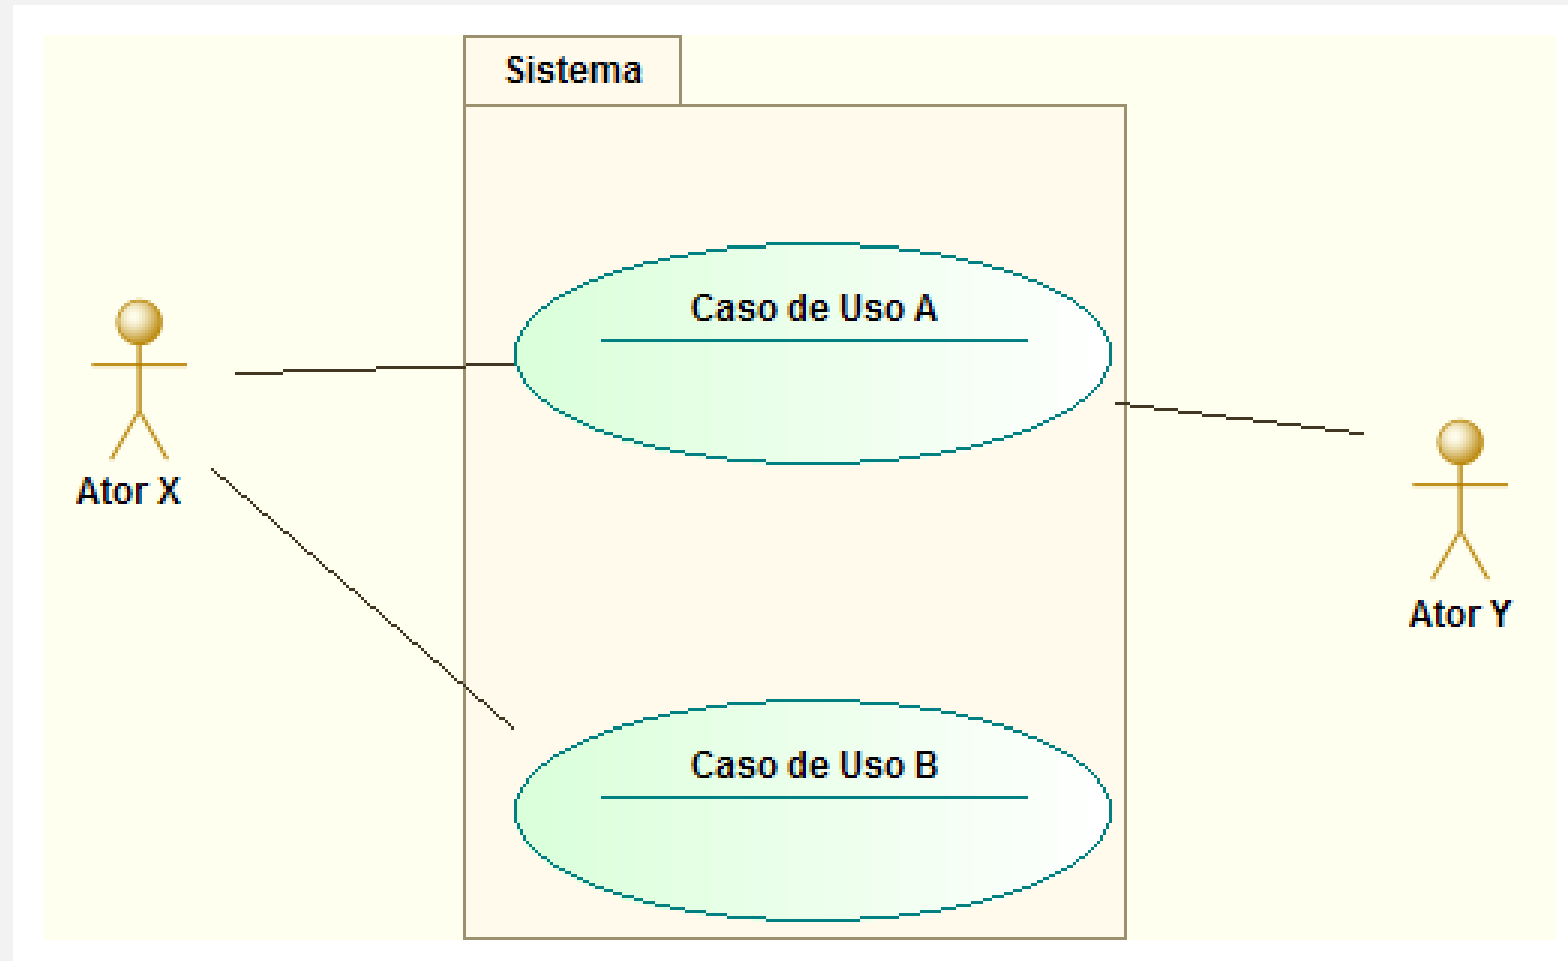 Sistema
Caso de Uso A
Ator X
Ator Y
Caso de Uso B